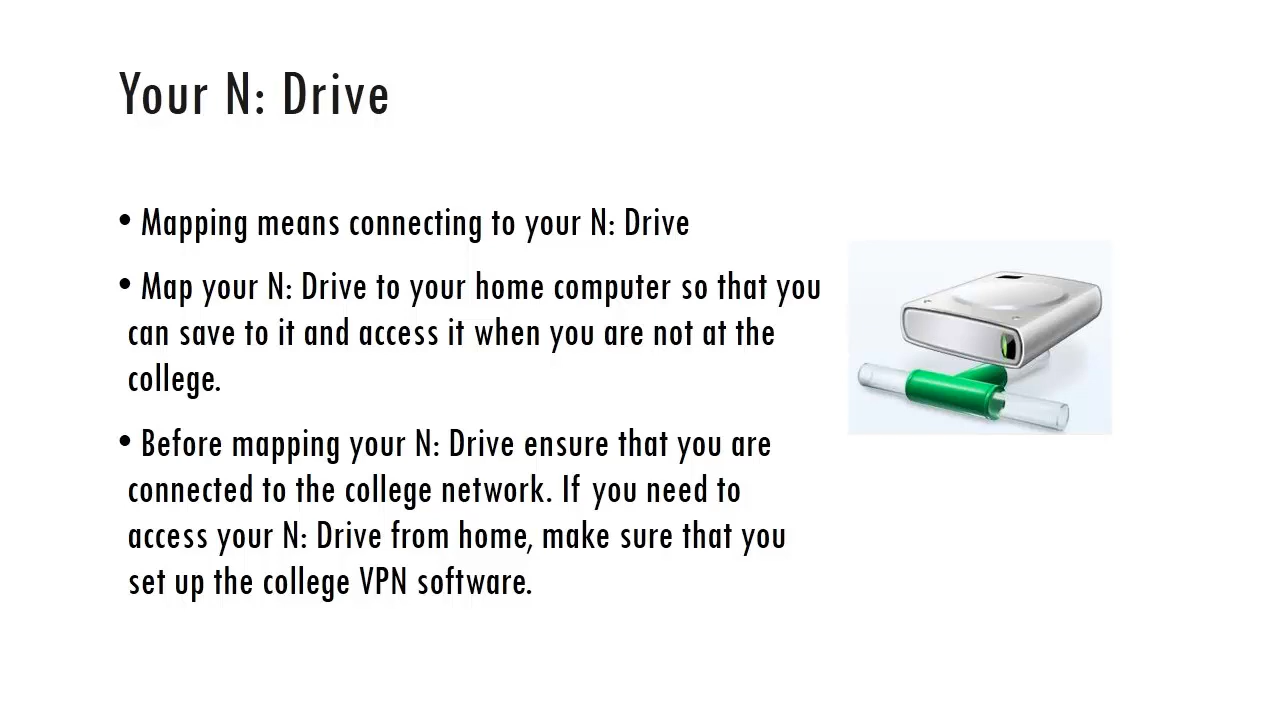 Your N: Drive
• Mapping means connecting to your N: Drive
• Map your N: Drive to your home computer so that you
can save to it and access it when you are not at the
college.
• Before mapping your N: Drive ensure that you are
connected to the college network. If you need to
access your N: Drive from home, make sure that you
set up the college VPN software.